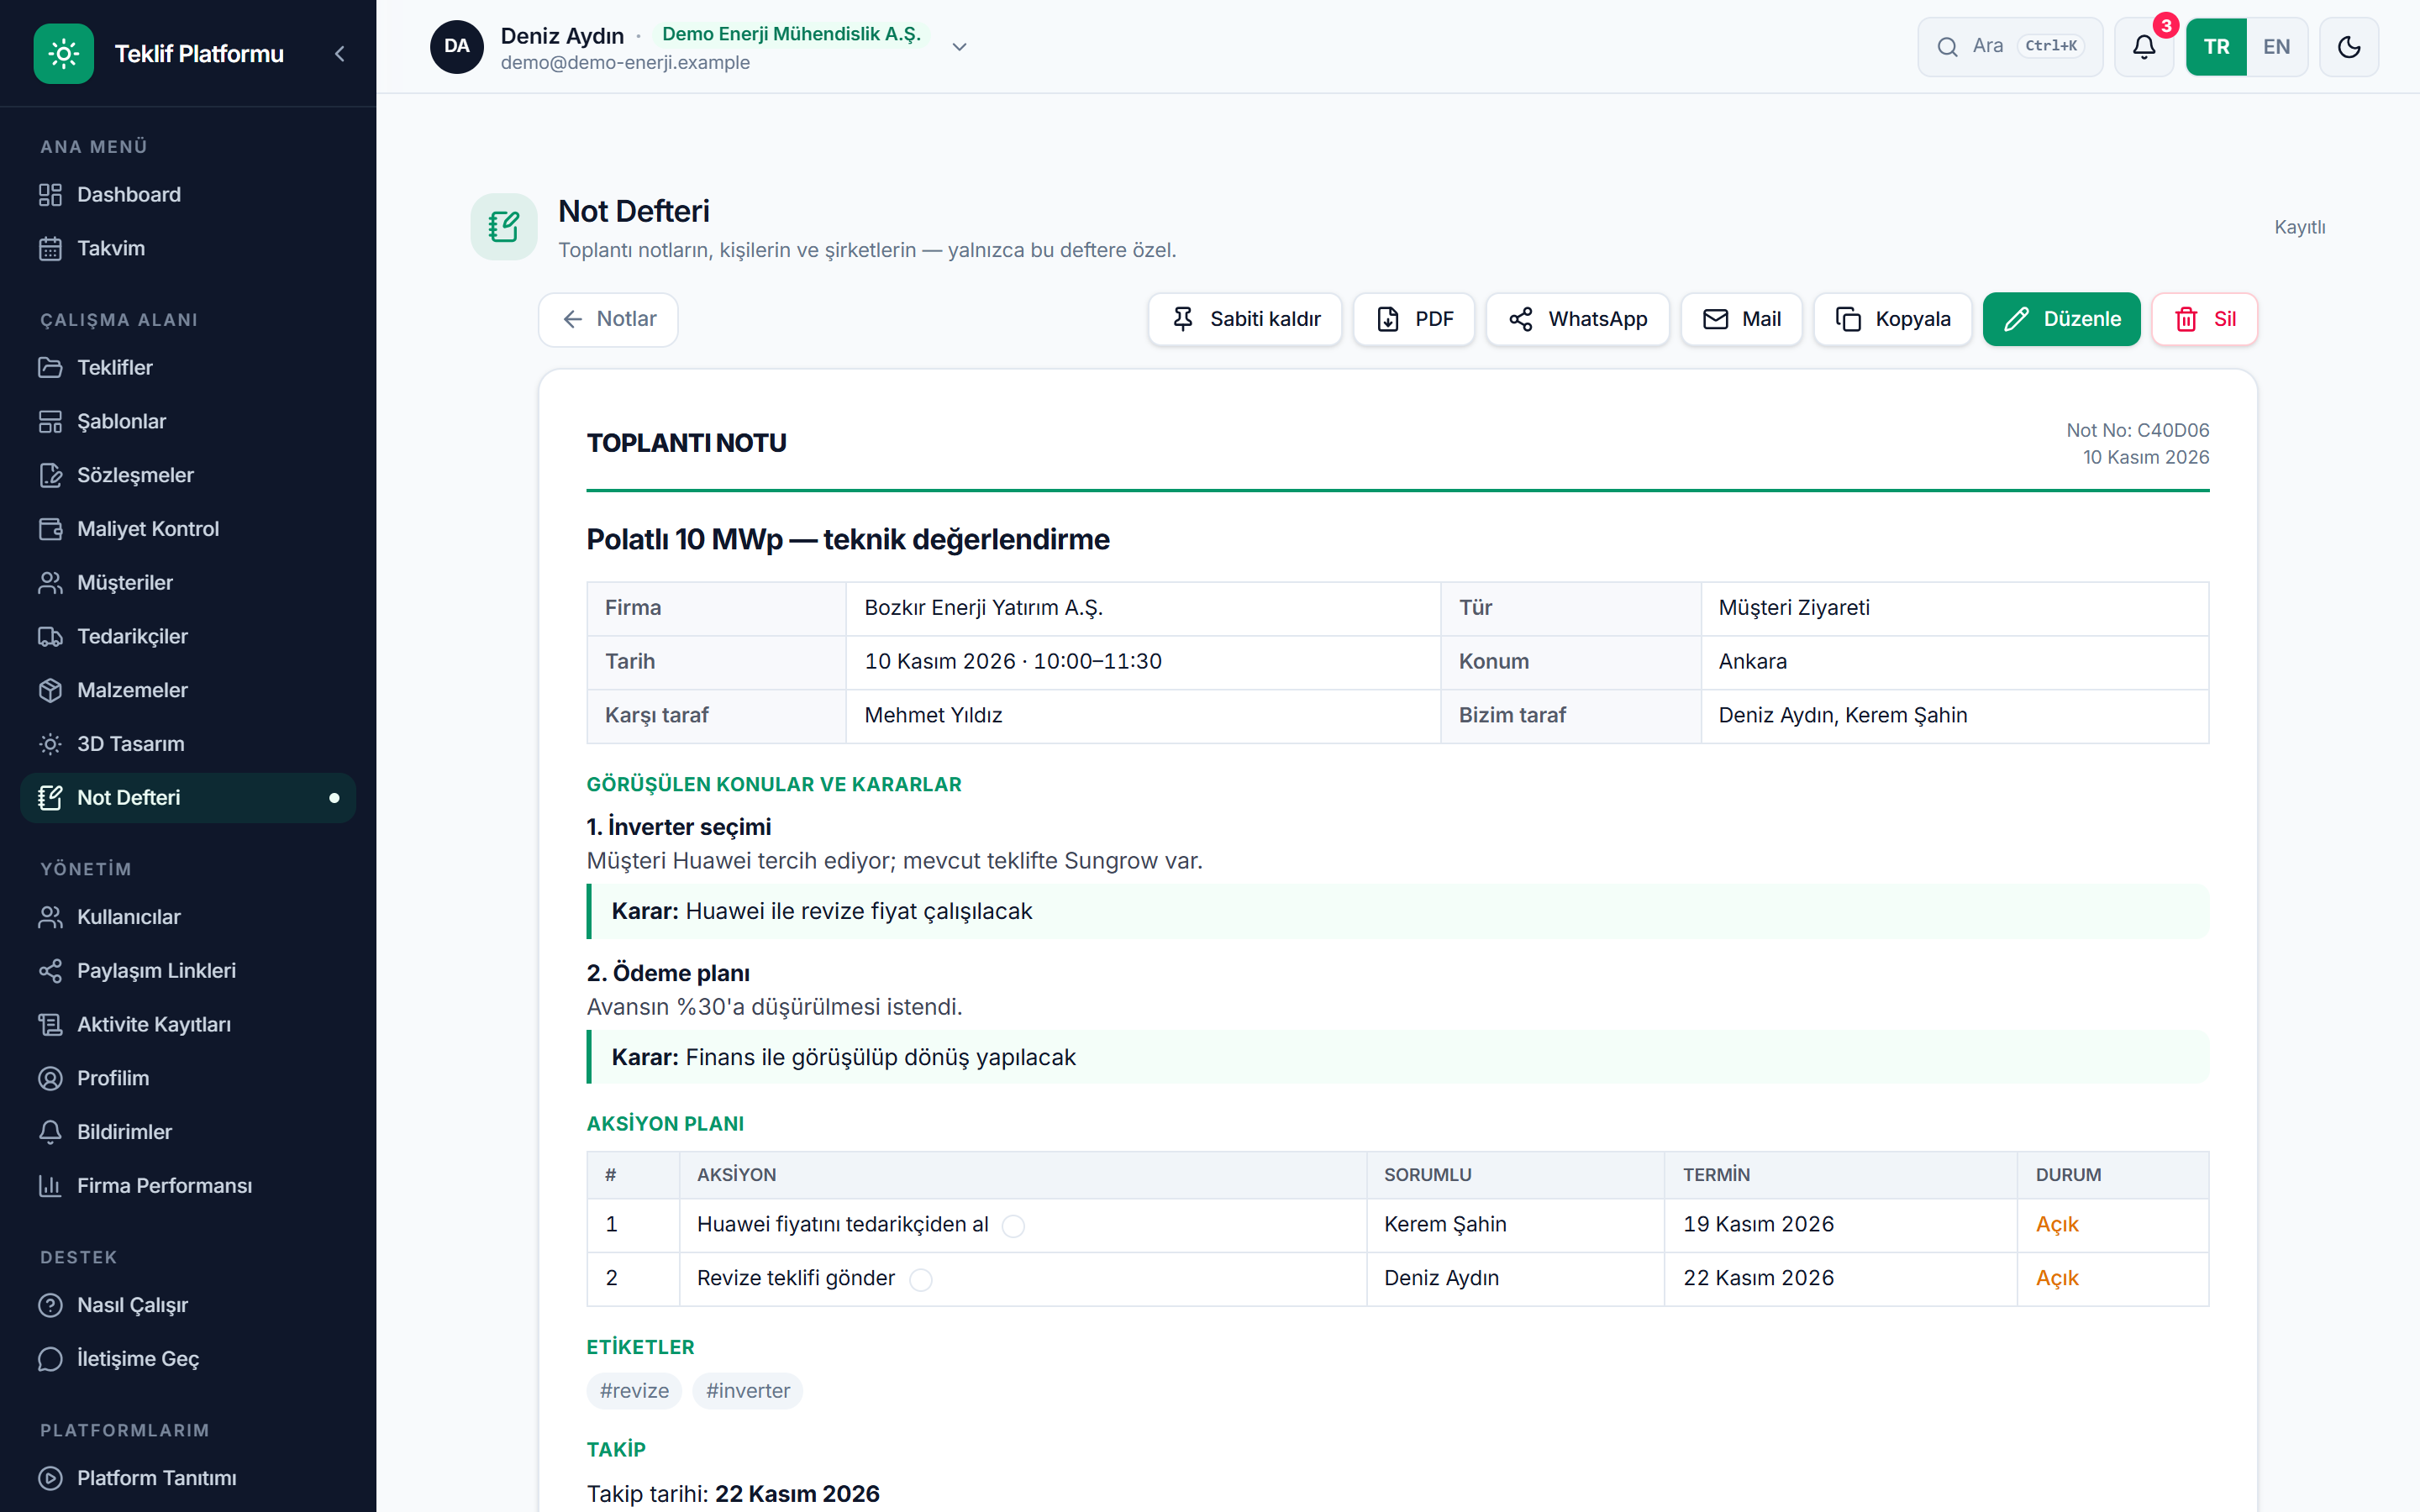 Teklif Platformu
ANA MENÜ
Dashboard
Takvim
ÇALIŞMA ALANI
Teklifler
Şablonlar
Sözleşmeler
Maliyet Kontrol
Müşteriler
Tedarikçiler
Malzemeler
3D Tasarım
Not Defteri
YÖNETİM
Kullanıcılar
Paylaşım Linkleri
Aktivite Kayıtları
Profilim
Bildirimler
Firma Performansı
DESTEK
Nasıl Çalışır
İletişime Geç
PLATFORMLARIM
Platform Tanıtımı
DA
Deniz Aydın · Demo Enerji Mühendislik A.Ş.
demo@demo-enerji.example
Ara Ctrl+K
3
TR EN
Not Defteri
Toplantı notların, kişilerin ve şirketlerin — yalnızca bu deftere özel.
Kayıtlı
Notlar
Sabiti kaldır PDF WhatsApp Mail Kopyala Düzenle Sil
TOPLANTI NOTU
Not No: C40D06
10 Kasım 2026
Polatlı 10 MWp — teknik değerlendirme
Firma Bozkır Enerji Yatırım A.Ş. Tür Müşteri Ziyareti
Tarih 10 Kasım 2026 · 10:00–11:30 Konum Ankara
Karşı taraf Mehmet Yıldız Bizim taraf Deniz Aydın, Kerem Şahin
GÖRÜŞÜLEN KONULAR VE KARARLAR
1. İnverter seçimi
Müşteri Huawei tercih ediyor; mevcut teklifte Sungrow var.
Karar: Huawei ile revize fiyat çalışılacak
2. Ödeme planı
Avansın %30'a düşürülmesi istendi.
Karar: Finans ile görüşülüp dönüş yapılacak
AKSİYON PLANI
# AKSİYON SORUMLU TERMİN DURUM
1 Huawei fiyatını tedarikçiden al Kerem Şahin 19 Kasım 2026 Açık
2 Revize teklifi gönder Deniz Aydın 22 Kasım 2026 Açık
ETİKETLER
#revize #inverter
TAKİP
Takip tarihi: 22 Kasım 2026